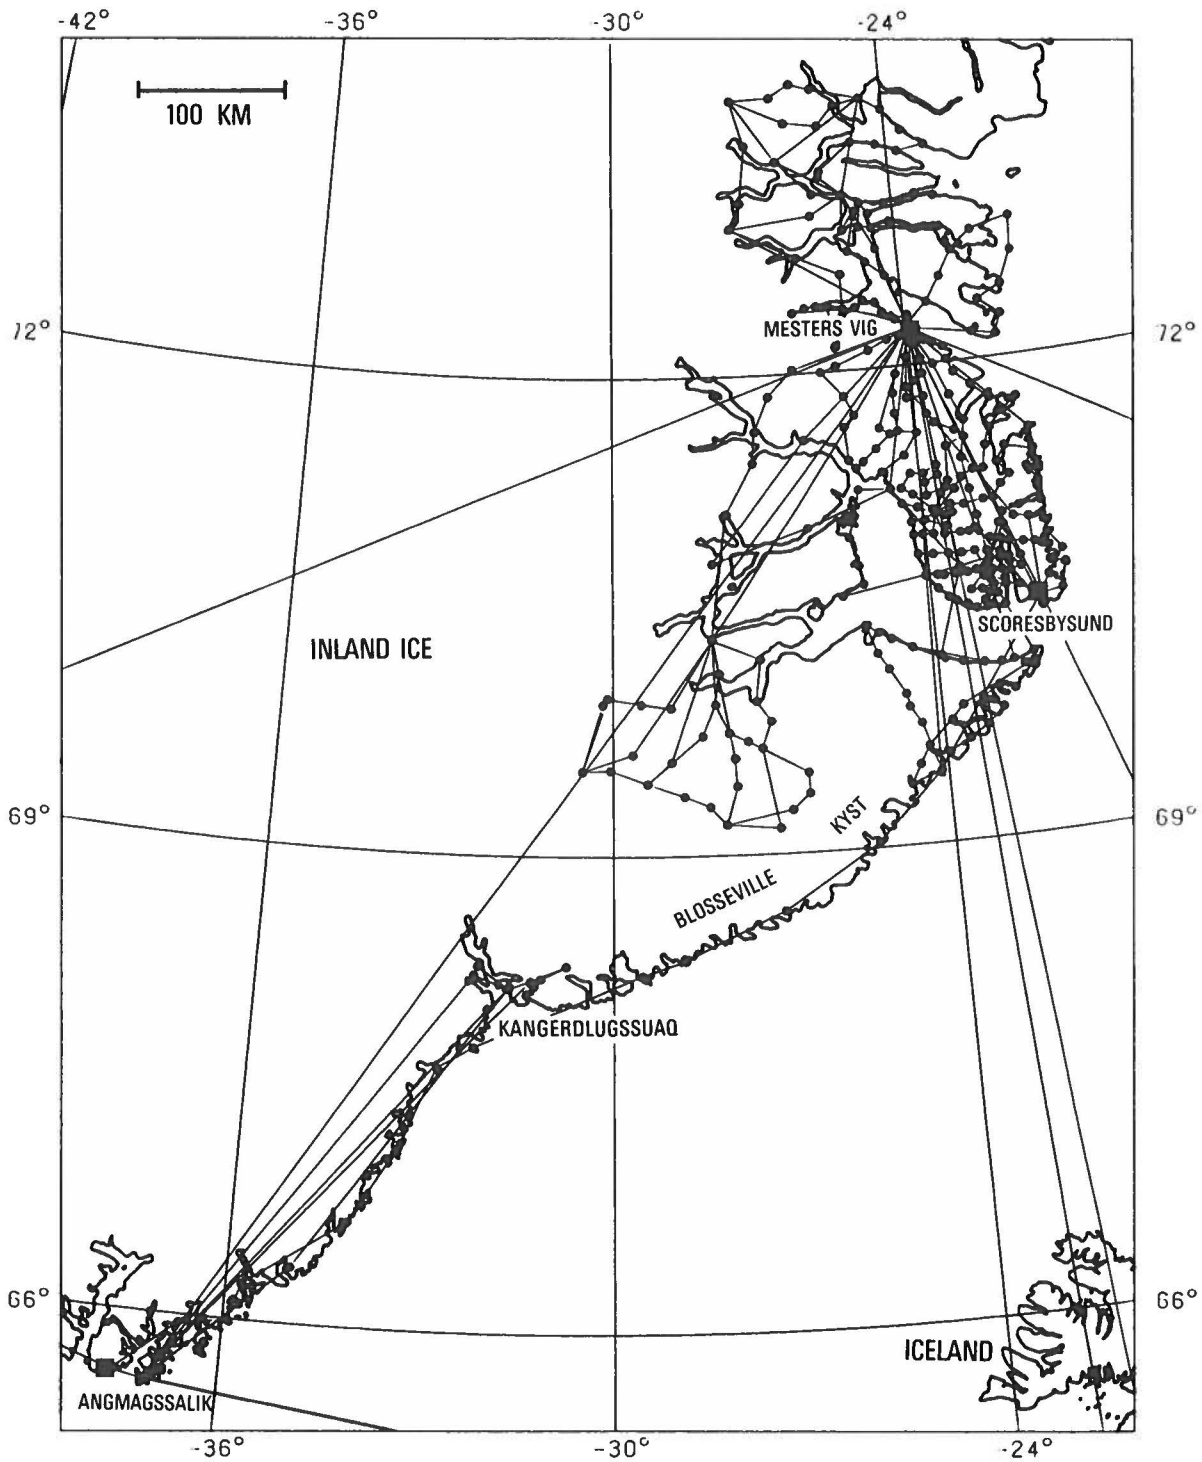 -42° -36° -30° -24°
100 KM
MESTERS VIG
72° 72°
SCORESBYSUND
INLAND ICE
69° 69°
KYST
BLOSSEVILLE
KANGERDLUGSSUAQ
66° 66°
ICELAND
ANGMAGSSALIK
-36° -30° -24°